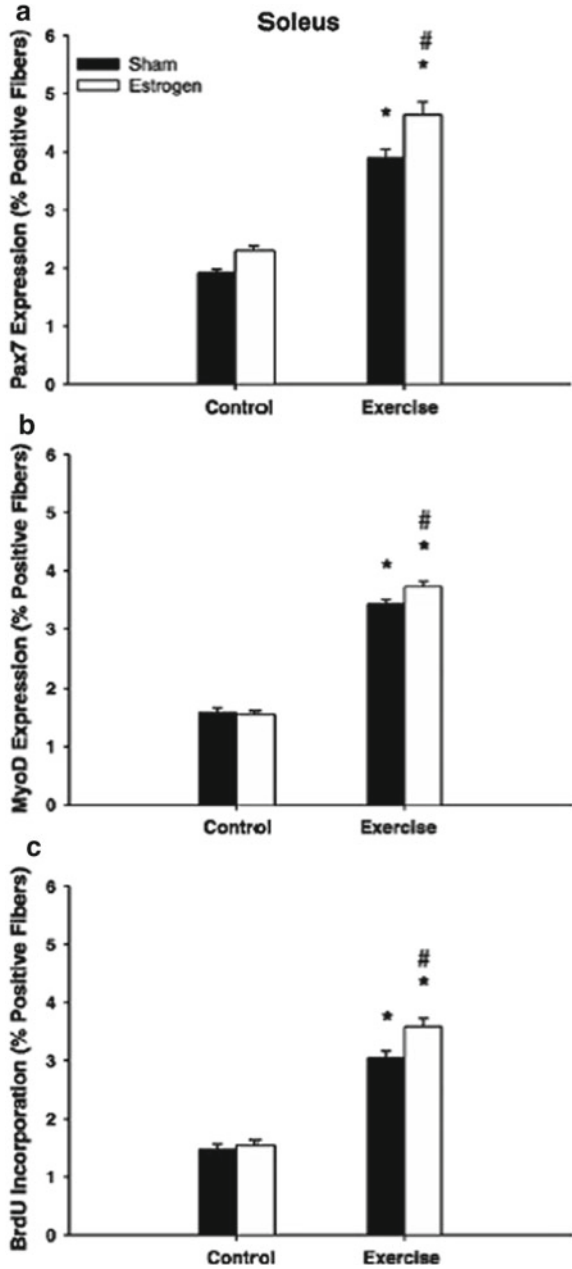 a
Soleus
Pax7 Expression (% Positive Fibers)
6
5
4
3
2
1
0
Sham
Estrogen
*
#
*
Control
Exercise
b
MyoD Expression (% Positive Fibers)
6
5
4
3
2
1
0
*
#
*
Control
Exercise
c
BrdU Incorporation (% Positive Fibers)
6
5
4
3
2
1
0
*
#
*
Control
Exercise